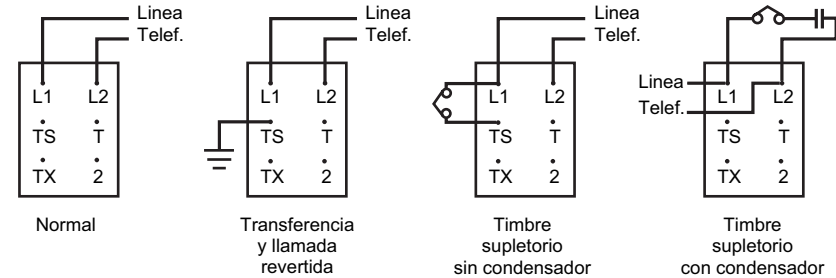 Linea
Telef.
L1 L2
TS T
TX 2
Normal
Linea
Telef.
L1 L2
TS T
TX 2
Transferencia
y llamada
revertida
Linea
Telef.
L1 L2
TS T
TX 2
Timbre
supletorio
sin condensador
Linea
Telef.
L1 L2
TS T
TX 2
Timbre
supletorio
con condensador